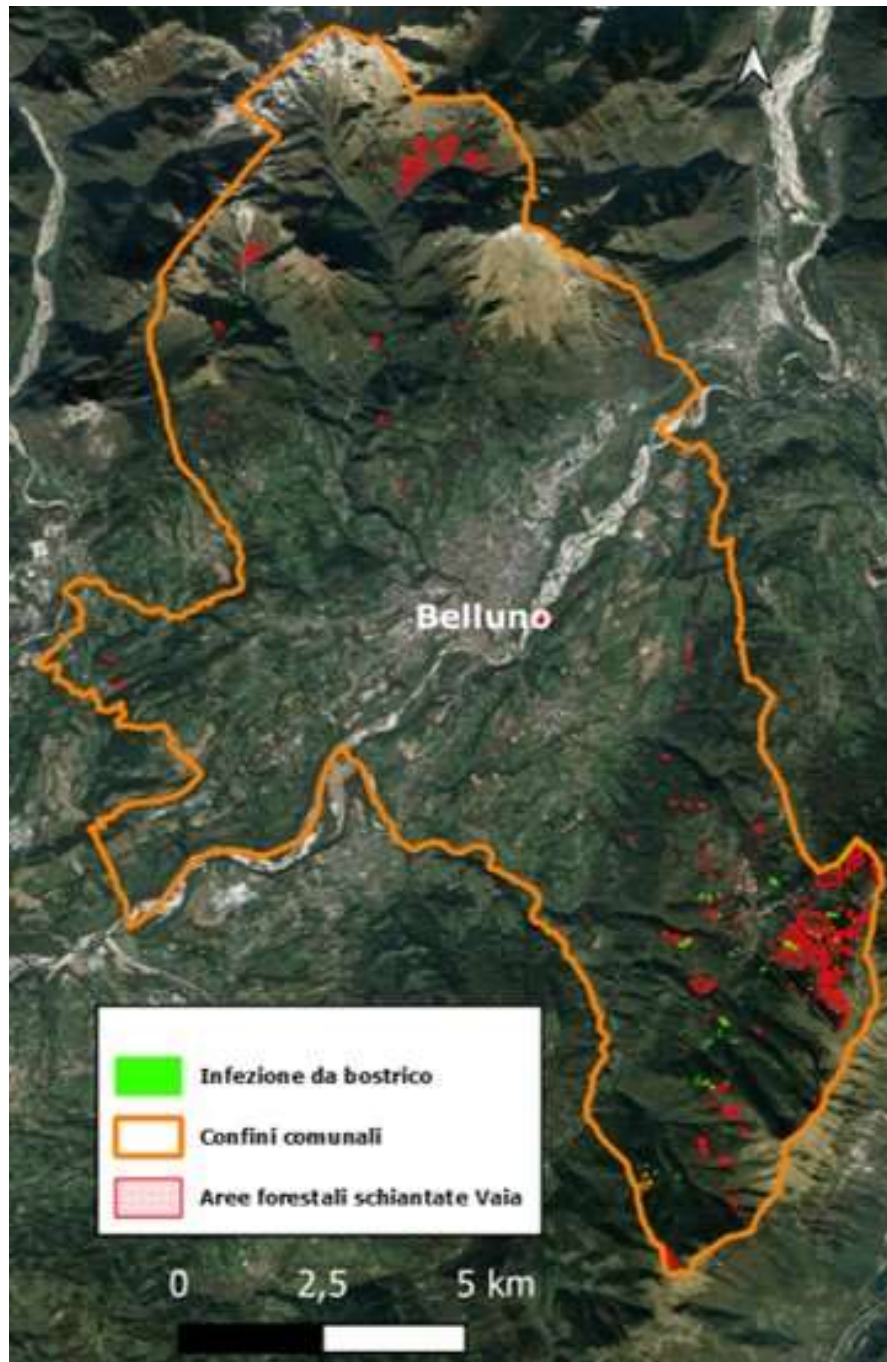 Belluno
Infezione da bostrico
Confini comunali
Aree forestali schiantate Vaia
0 2,5 5 km